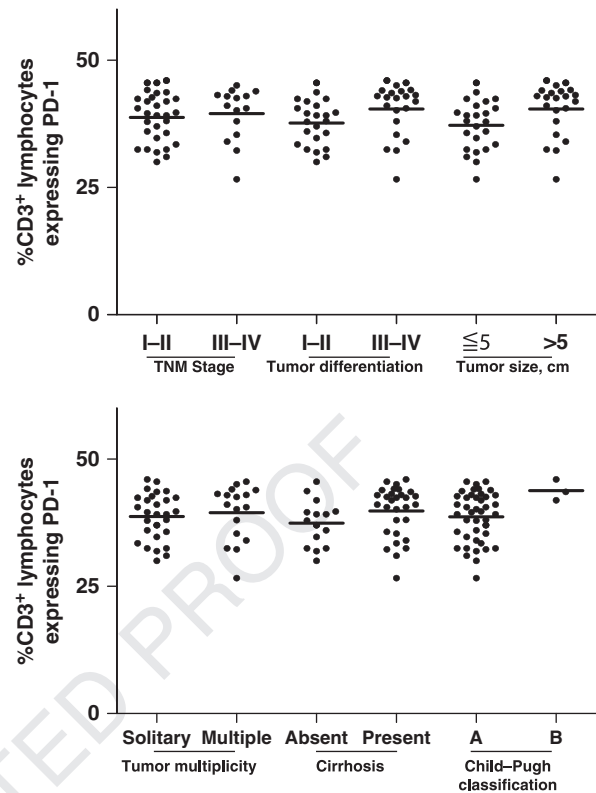 %CD3+ lymphocytes
expressing PD-1
50
25
0
I–II III–IV I–II III–IV ≦5 >5
TNM Stage Tumor differentiation Tumor size, cm
%CD3+ lymphocytes
expressing PD-1
50
25
0
Solitary Multiple Absent Present A B
Tumor multiplicity Cirrhosis Child–Pugh
classification
TED PROOF